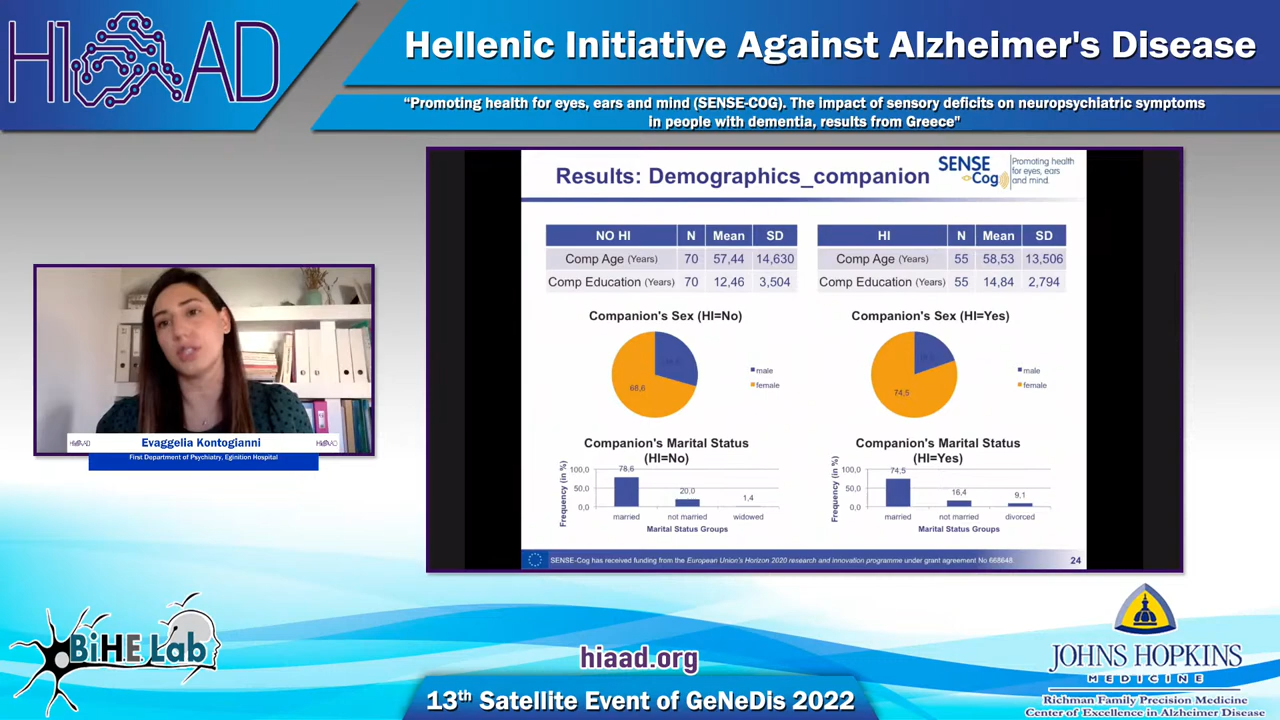 HIAAD
Hellenic Initiative Against Alzheimer's Disease
“Promoting health for eyes, ears and mind (SENSE-COG). The impact of sensory deficits on neuropsychiatric symptoms
in people with dementia, results from Greece”
Results: Demographics_companion
SENSE
Cog
Promoting health
for eyes, ears
and mind.
NO HI N Mean SD
Comp Age (Years) 70 57,44 14,630
Comp Education (Years) 70 12,46 3,504
HI N Mean SD
Comp Age (Years) 55 58,53 13,506
Comp Education (Years) 55 14,84 2,794
Companion's Sex (HI=No)
68,6
male
female
Companion's Sex (HI=Yes)
74,5
male
female
Companion's Marital Status
(HI=No)
Frequency (in %)
100,0
50,0
0,0
78,6
20,0
1,4
married not married widowed
Marital Status Groups
Companion's Marital Status
(HI=Yes)
Frequency (in %)
100,0
50,0
0,0
74,5
16,4
9,1
married not married divorced
Marital Status Groups
SENSE-Cog has received funding from the European Union's Horizon 2020 research and innovation programme under grant agreement No 668648
24
HIAAD
Evaggelia Kontogianni
HIAAD
First Department of Psychiatry, Eginition Hospital
BiHE Lab
hiaad.org
13th Satellite Event of GeNeDis 2022
JOHNS HOPKINS
MEDICINE
Richman Family Precision Medicine
Center of Excellence in Alzheimer Disease